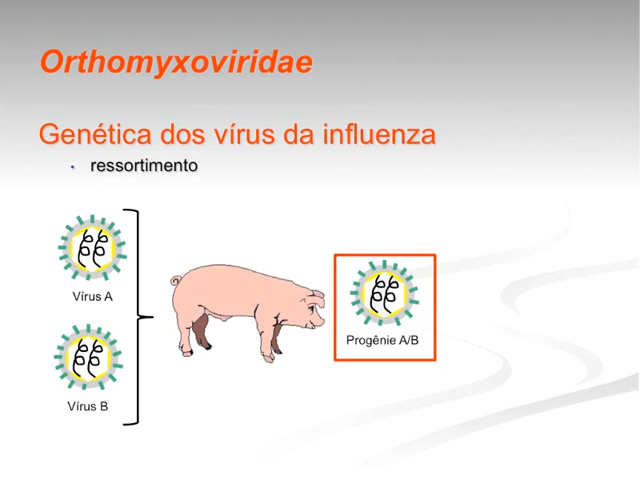 Orthomyxoviridae
Genética dos vírus da influenza
• ressortimento
Vírus A
Progênie A/B
Vírus B